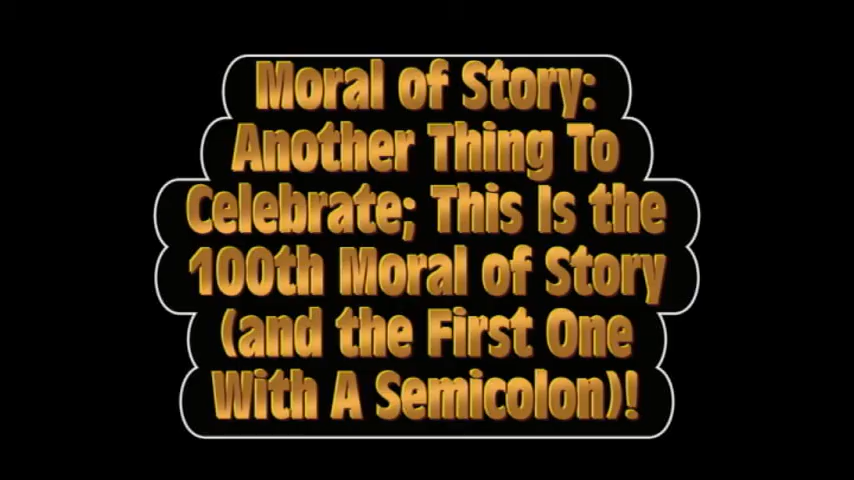 Moral of Story:
Another Thing To
Celebrate; This Is the
100th Moral of Story
(and the First One
With A Semicolon)!